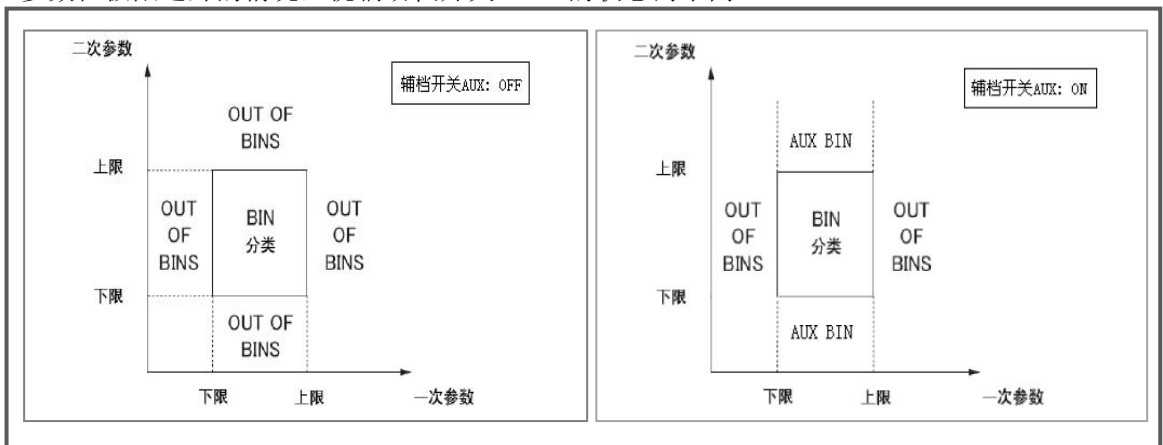 二次参数
辅档开关AUX: OFF
OUT OF
BINS
上限
OUT
OF
BINS
BIN
分类
OUT
OF
BINS
下限
OUT OF
BINS
下限
上限
一次参数
二次参数
辅档开关AUX: ON
AUX BIN
上限
OUT
OF
BINS
BIN
分类
OUT
OF
BINS
下限
AUX BIN
下限
上限
一次参数